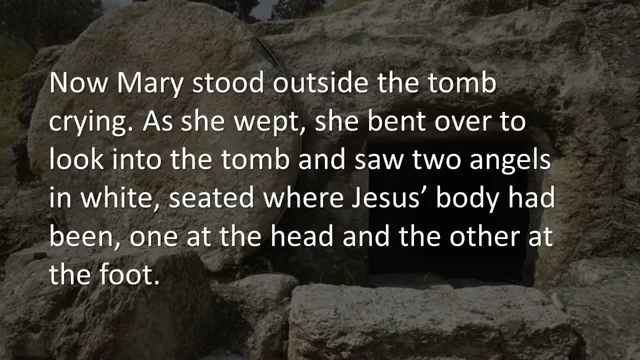 Now Mary stood outside the tomb
crying. As she wept, she bent over to
look into the tomb and saw two angels
in white, seated where Jesus’ body had
been, one at the head and the other at
the foot.